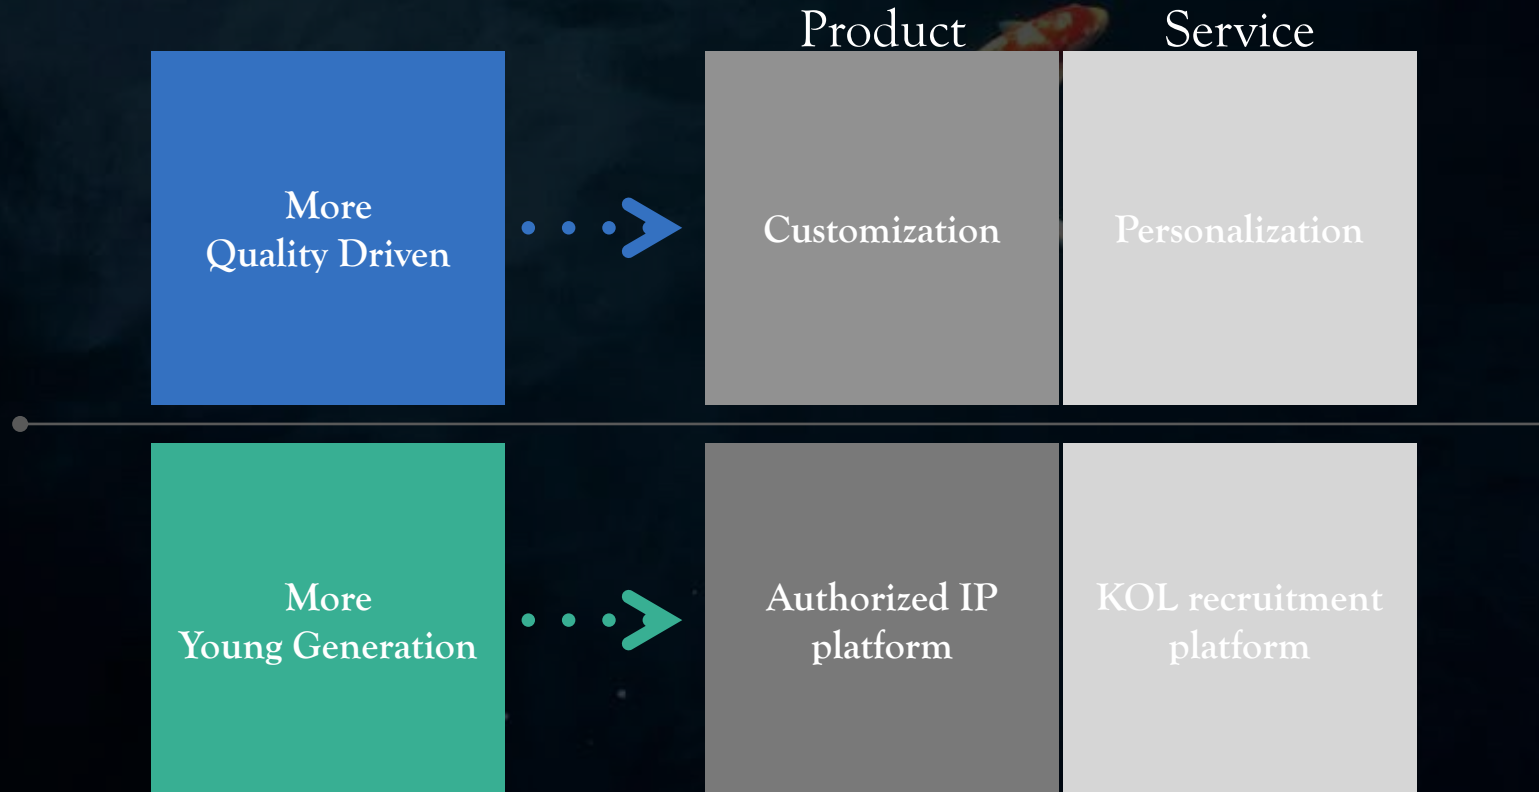 Product
Service
More
Quality Driven
Customization
Personalization
More
Young Generation
Authorized IP
platform
KOL recruitment
platform